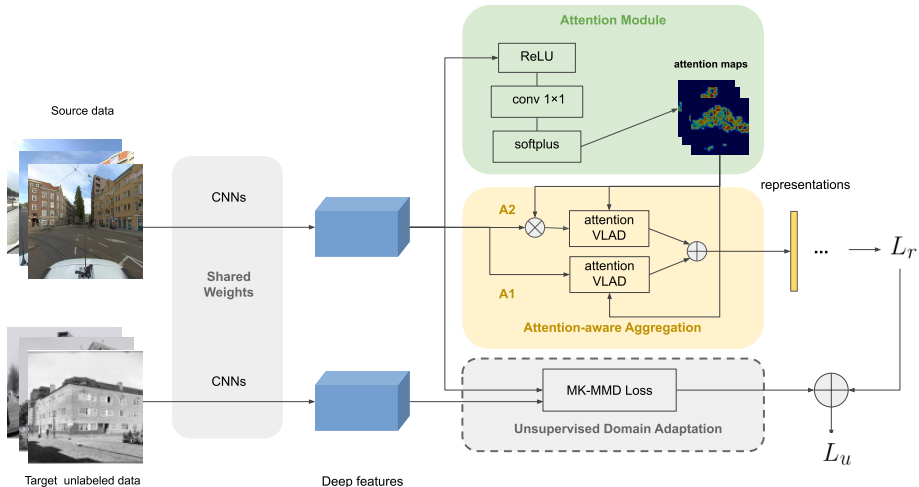 Attention Module
ReLU
attention maps
conv 1×1
softplus
Source data
CNNs
representations
A2
attention
VLAD
...
L_r
Shared
Weights
attention
VLAD
A1
Attention-aware Aggregation
CNNs
MK-MMD Loss
Unsupervised Domain Adaptation
L_u
Target unlabeled data
Deep features